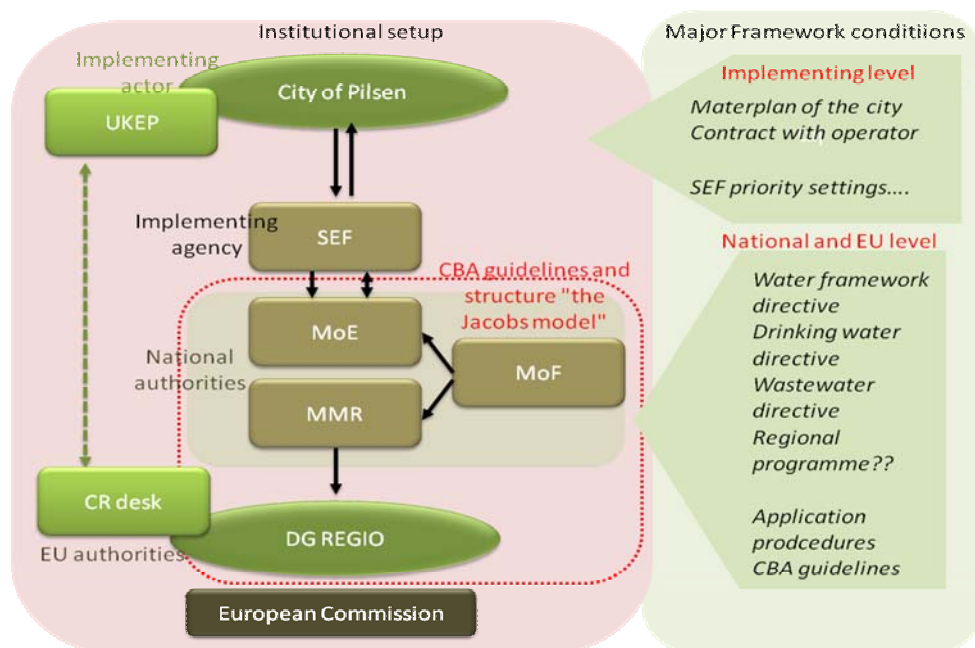 Institutional setup
Implementing
actor
City of Pilsen
UKEP
Implementing
agency
SEF
CBA guidelines and
structure "the
Jacobs model"
MoE
National
authorities
MoF
MMR
CR desk
EU authorities
DG REGIO
European Commission
Major Framework conditiions
Implementing level
Materplan of the city
Contract with operator
SEF priority settings....
National and EU level
Water framework
directive
Drinking water
directive
Wastewater
directive
Regional
programme??
Application
prodcedures
CBA guidelines